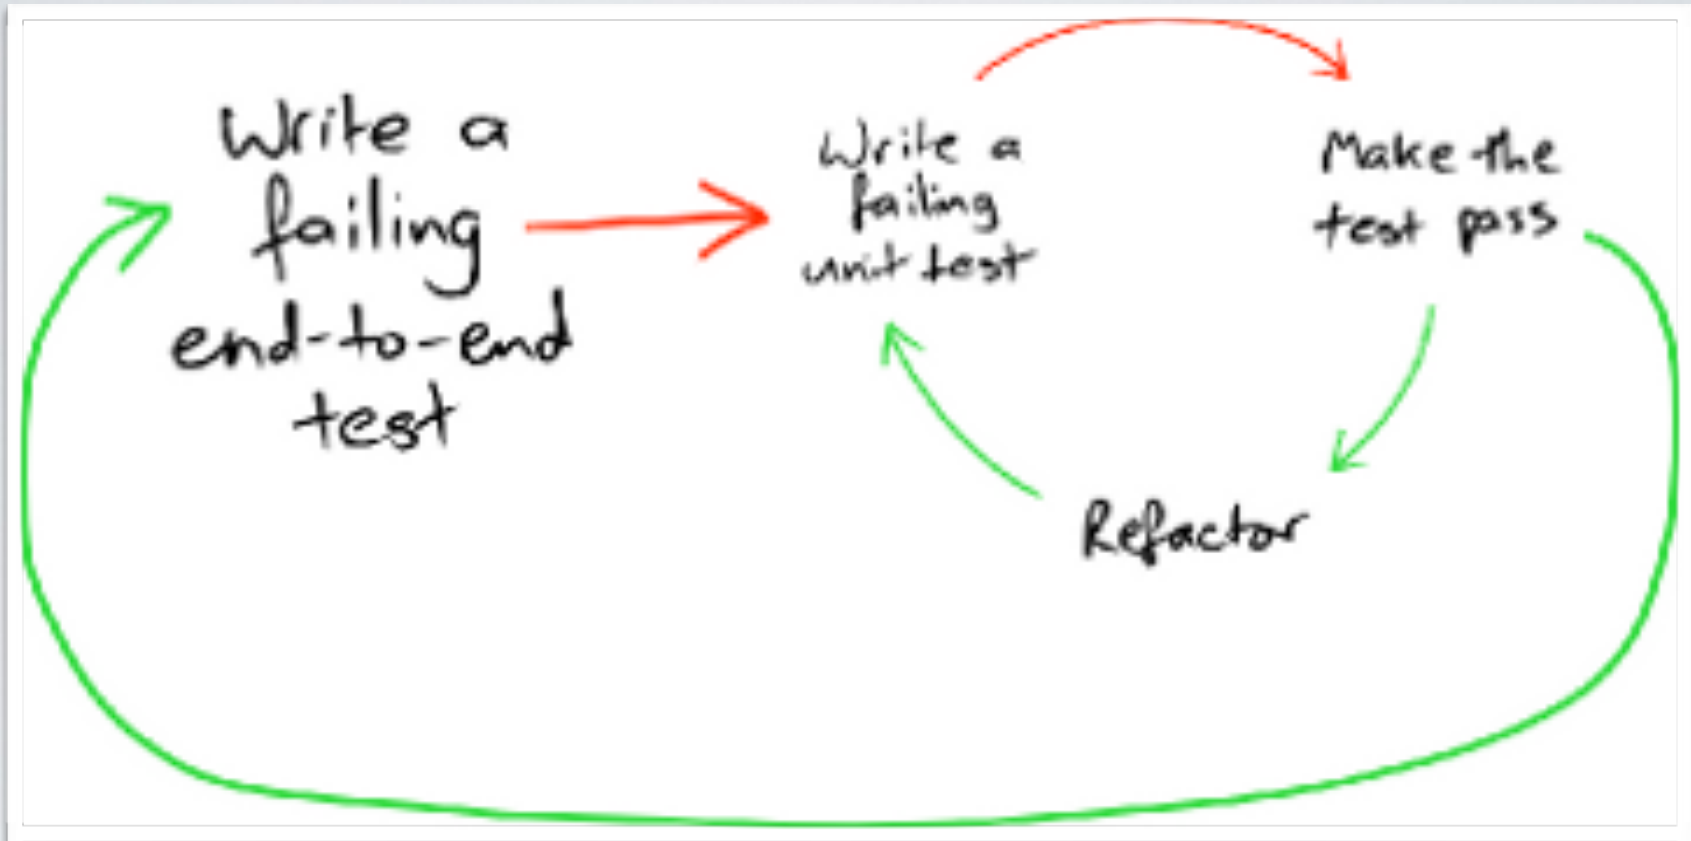 Write a
failing
end-to-end
test
Write a
failing
unit test
Make the
test pass
Refactor